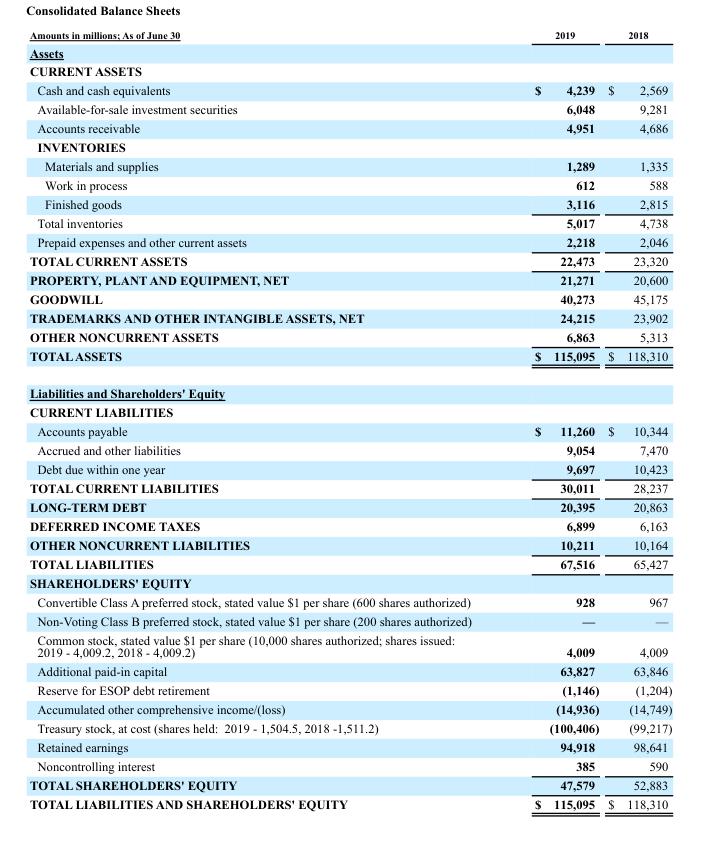 Consolidated Balance Sheets
Amounts in millions; As of June 30 2019 2018
Assets
CURRENT ASSETS
Cash and cash equivalents $ 4,239 $ 2,569
Available-for-sale investment securities 6,048 9,281
Accounts receivable 4,951 4,686
INVENTORIES
Materials and supplies 1,289 1,335
Work in process 612 588
Finished goods 3,116 2,815
Total inventories 5,017 4,738
Prepaid expenses and other current assets 2,218 2,046
TOTAL CURRENT ASSETS 22,473 23,320
PROPERTY, PLANT AND EQUIPMENT, NET 21,271 20,600
GOODWILL 40,273 45,175
TRADEMARKS AND OTHER INTANGIBLE ASSETS, NET 24,215 23,902
OTHER NONCURRENT ASSETS 6,863 5,313
TOTAL ASSETS $ 115,095 $ 118,310
Liabilities and Shareholders' Equity
CURRENT LIABILITIES
Accounts payable $ 11,260 $ 10,344
Accrued and other liabilities 9,054 7,470
Debt due within one year 9,697 10,423
TOTAL CURRENT LIABILITIES 30,011 28,237
LONG-TERM DEBT 20,395 20,863
DEFERRED INCOME TAXES 6,899 6,163
OTHER NONCURRENT LIABILITIES 10,211 10,164
TOTAL LIABILITIES 67,516 65,427
SHAREHOLDERS' EQUITY
Convertible Class A preferred stock, stated value $1 per share (600 shares authorized) 928 967
Non-Voting Class B preferred stock, stated value $1 per share (200 shares authorized) — —
Common stock, stated value $1 per share (10,000 shares authorized; shares issued:
2019 - 4,009.2, 2018 - 4,009.2) 4,009 4,009
Additional paid-in capital 63,827 63,846
Reserve for ESOP debt retirement (1,146) (1,204)
Accumulated other comprehensive income/(loss) (14,936) (14,749)
Treasury stock, at cost (shares held: 2019 - 1,504.5, 2018 -1,511.2) (100,406) (99,217)
Retained earnings 94,918 98,641
Noncontrolling interest 385 590
TOTAL SHAREHOLDERS' EQUITY 47,579 52,883
TOTAL LIABILITIES AND SHAREHOLDERS' EQUITY $ 115,095 $ 118,310